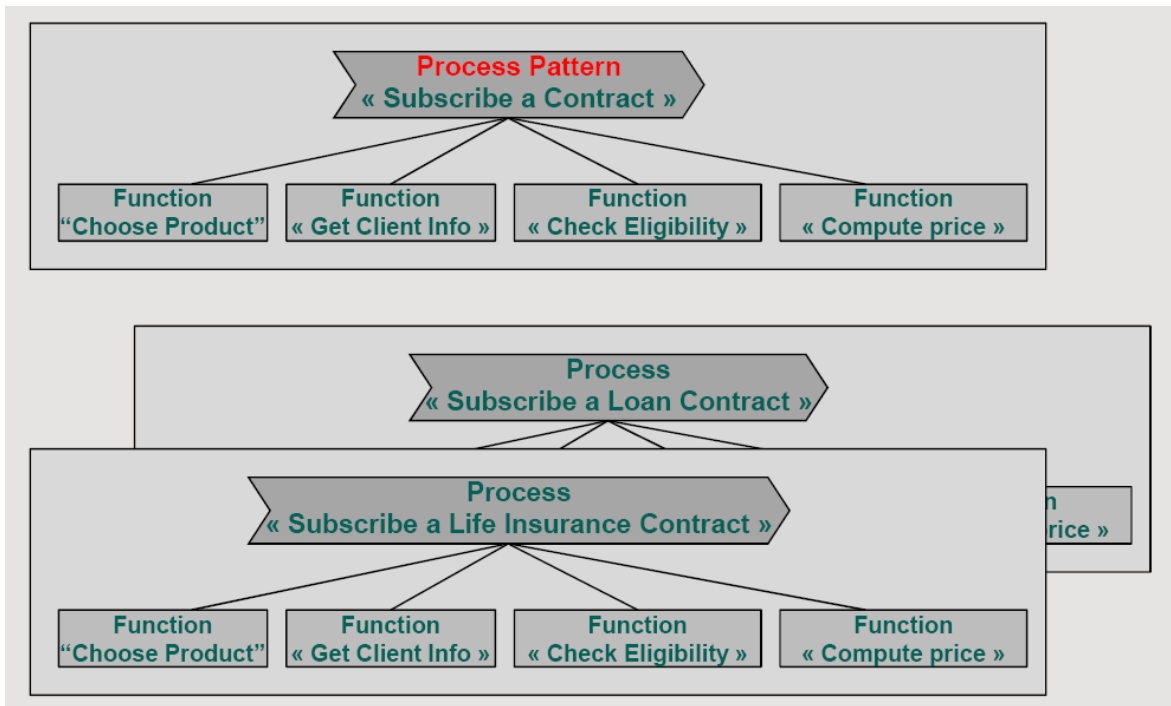 Process Pattern
« Subscribe a Contract »
Function
“Choose Product”
Function
« Get Client Info »
Function
« Check Eligibility »
Function
« Compute price »
Process
« Subscribe a Loan Contract »
Process
« Subscribe a Life Insurance Contract »
Function
“Choose Product”
Function
« Get Client Info »
Function
« Check Eligibility »
Function
« Compute price »